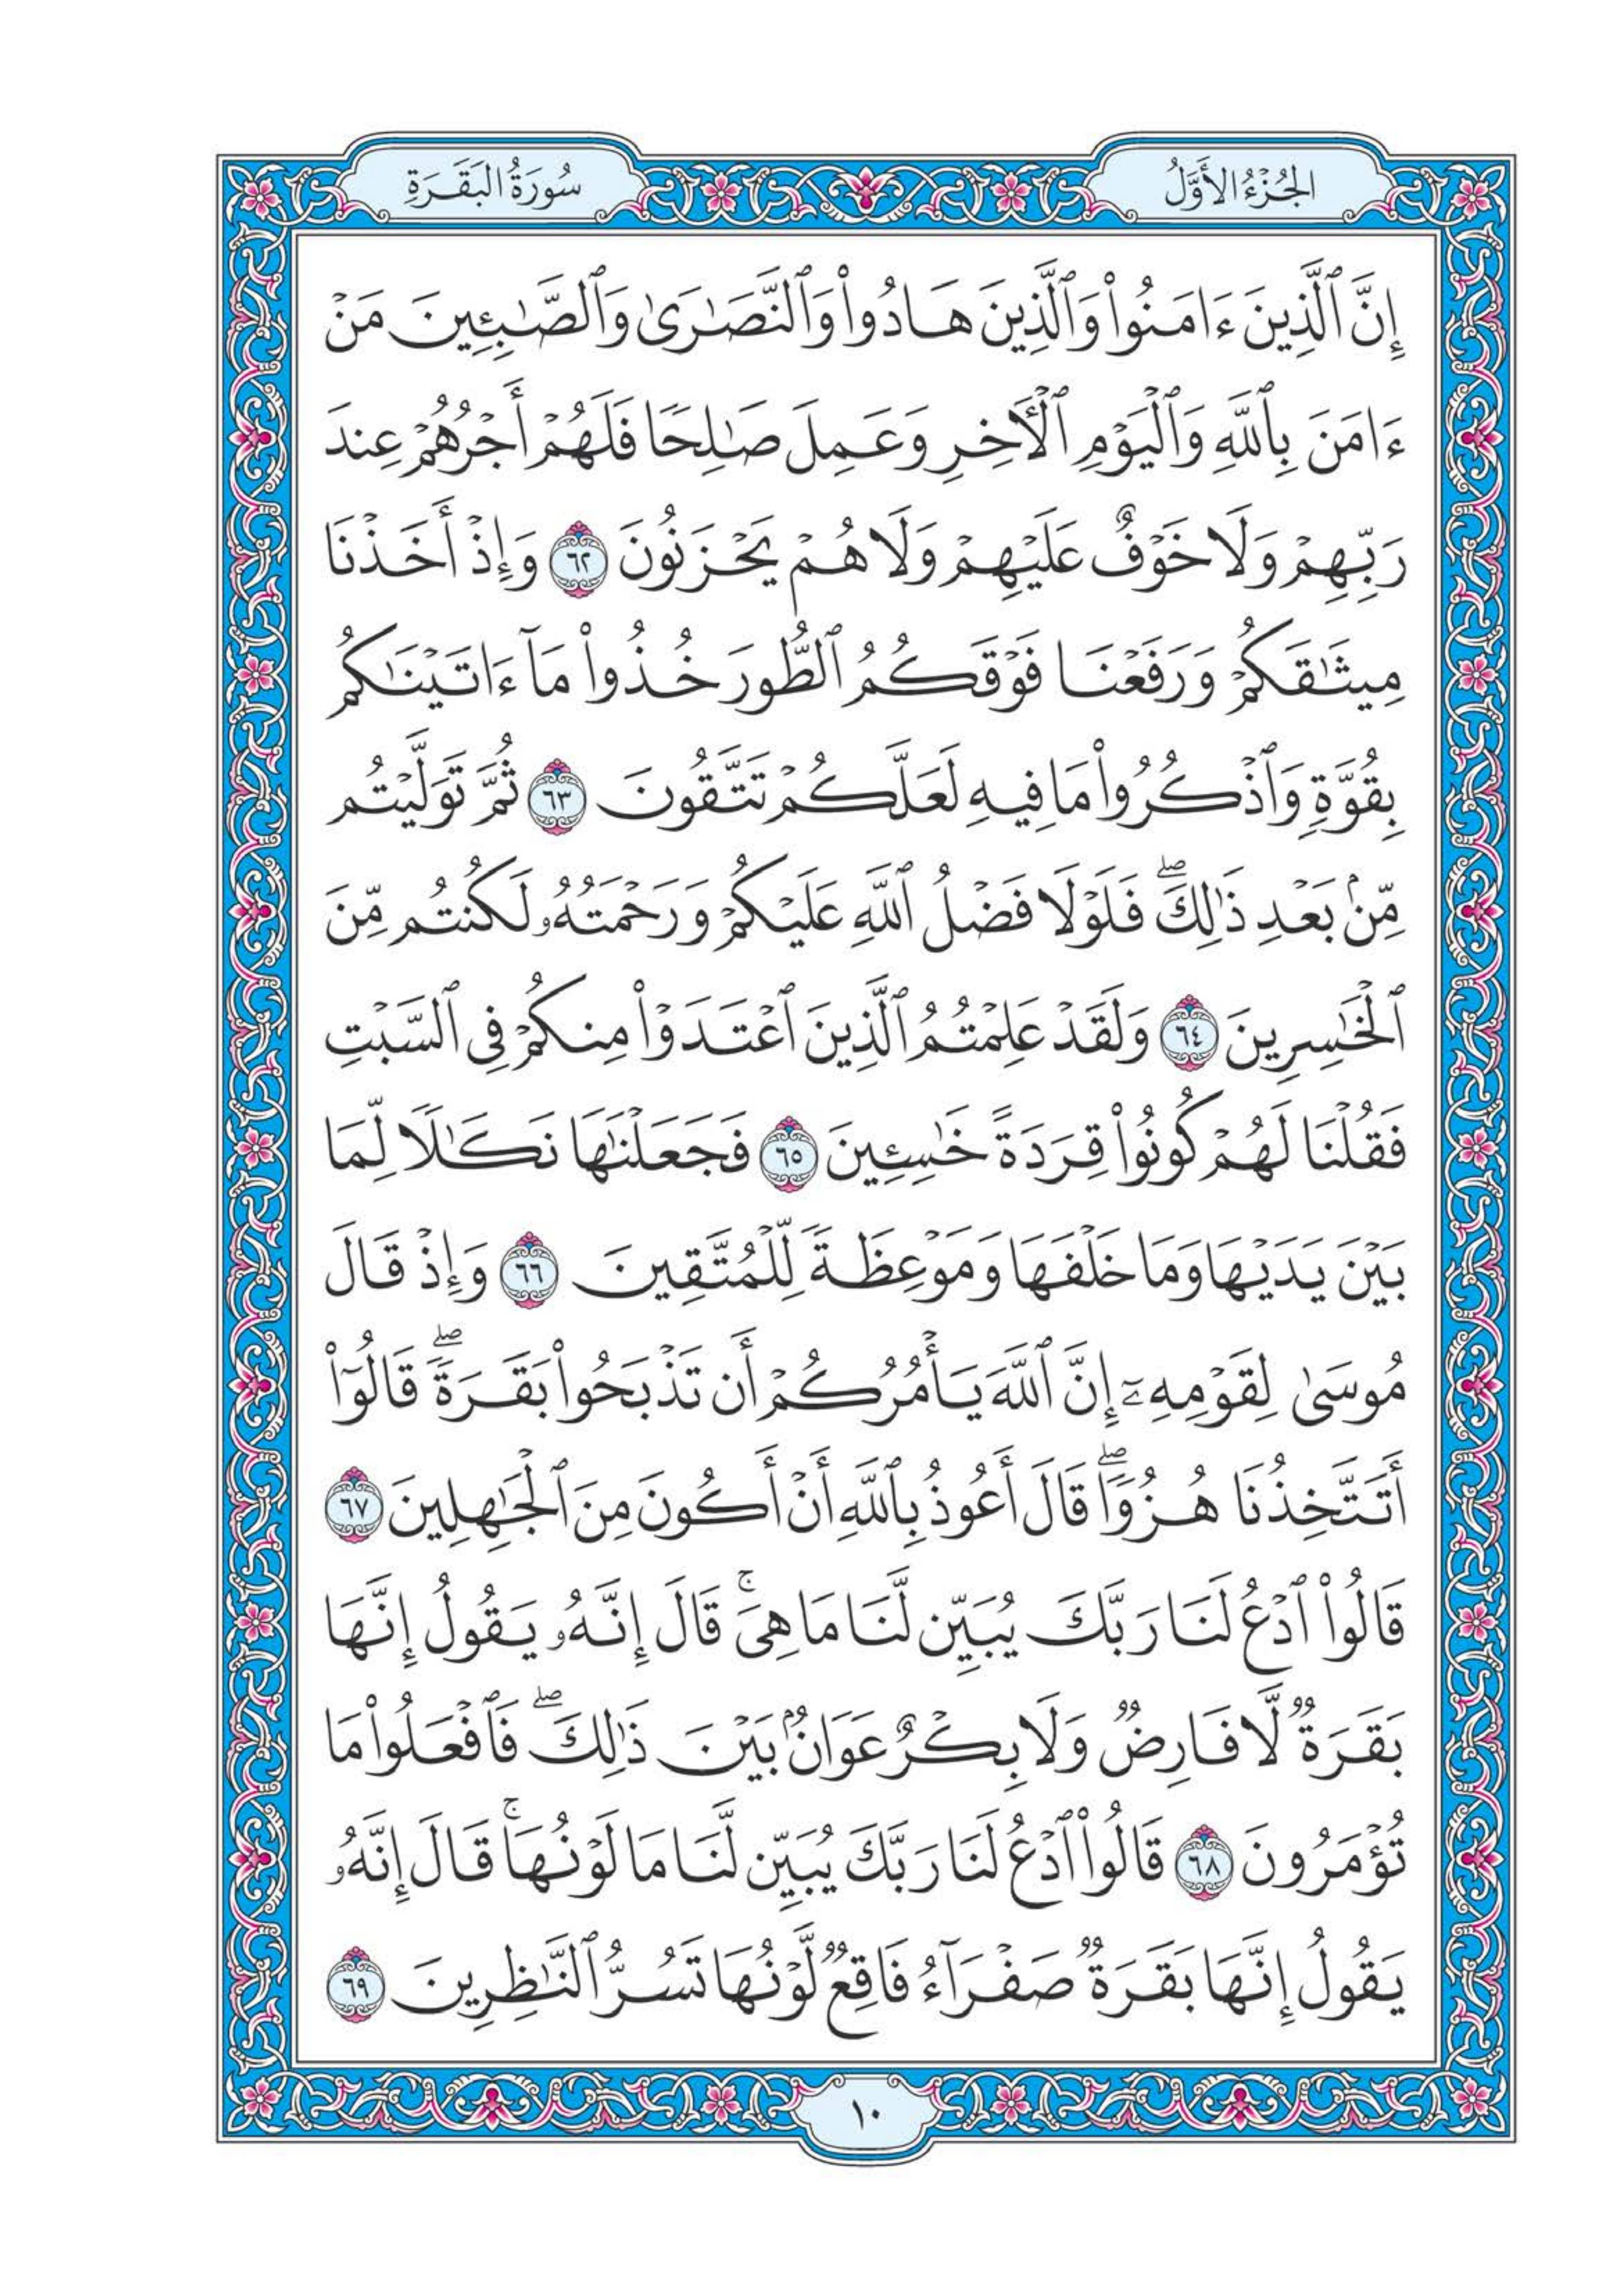 الجُزْءُ الأَوَّلُ
سُورَةُ البَقَرَةِ
إِنَّ ٱلَّذِينَ ءَامَنُوا۟ وَٱلَّذِينَ هَادُوا۟ وَٱلنَّصَـٰرَىٰ وَٱلصَّـٰبِـِٔينَ مَنْ
ءَامَنَ بِٱللَّهِ وَٱلْيَوْمِ ٱلْـَٔاخِرِ وَعَمِلَ صَـٰلِحًا فَلَهُمْ أَجْرُهُمْ عِندَ
رَبِّهِمْ وَلَا خَوْفٌ عَلَيْهِمْ وَلَا هُمْ يَحْزَنُونَ ٦٢ وَإِذْ أَخَذْنَا
مِيثَـٰقَكُمْ وَرَفَعْنَا فَوْقَكُمُ ٱلطُّورَ خُذُوا۟ مَآ ءَاتَيْنَـٰكُم
بِقُوَّةٍ وَٱذْكُرُوا۟ مَا فِيهِ لَعَلَّكُمْ تَتَّقُونَ ٦٣ ثُمَّ تَوَلَّيْتُم
مِّنۢ بَعْدِ ذَٰلِكَ ۖ فَلَوْلَا فَضْلُ ٱللَّهِ عَلَيْكُمْ وَرَحْمَتُهُۥ لَكُنتُم مِّنَ
ٱلْخَـٰسِرِينَ ٦٤ وَلَقَدْ عَلِمْتُمُ ٱلَّذِينَ ٱعْتَدَوْا۟ مِنكُمْ فِى ٱلسَّبْتِ
فَقُلْنَا لَهُمْ كُونُوا۟ قِرَدَةً خَـٰسِـِٔينَ ٦٥ فَجَعَلْنَـٰهَا نَكَـٰلًا لِّمَا
بَيْنَ يَدَيْهَا وَمَا خَلْفَهَا وَمَوْعِظَةً لِّلْمُتَّقِينَ ٦٦ وَإِذْ قَالَ
مُوسَىٰ لِقَوْمِهِۦٓ إِنَّ ٱللَّهَ يَأْمُرُكُمْ أَن تَذْبَحُوا۟ بَقَرَةً ۖ قَالُوٓا۟
أَتَتَّخِذُنَا هُزُوًا ۖ قَالَ أَعُوذُ بِٱللَّهِ أَنْ أَكُونَ مِنَ ٱلْجَـٰهِلِينَ ٦٧
قَالُوا۟ ٱدْعُ لَنَا رَبَّكَ يُبَيِّن لَّنَا مَا هِىَ ۚ قَالَ إِنَّهُۥ يَقُولُ إِنَّهَا
بَقَرَةٌ لَّا فَارِضٌ وَلَا بِكْرٌ عَوَانٌۢ بَيْنَ ذَٰلِكَ ۖ فَٱفْعَلُوا۟ مَا
تُؤْمَرُونَ ٦٨ قَالُوا۟ ٱدْعُ لَنَا رَبَّكَ يُبَيِّن لَّنَا مَا لَوْنُهَا ۚ قَالَ إِنَّهُۥ
يَقُولُ إِنَّهَا بَقَرَةٌ صَفْرَآءُ فَاقِعٌ لَّوْنُهَا تَسُرُّ ٱلنَّـٰظِرِينَ ٦٩
١٠